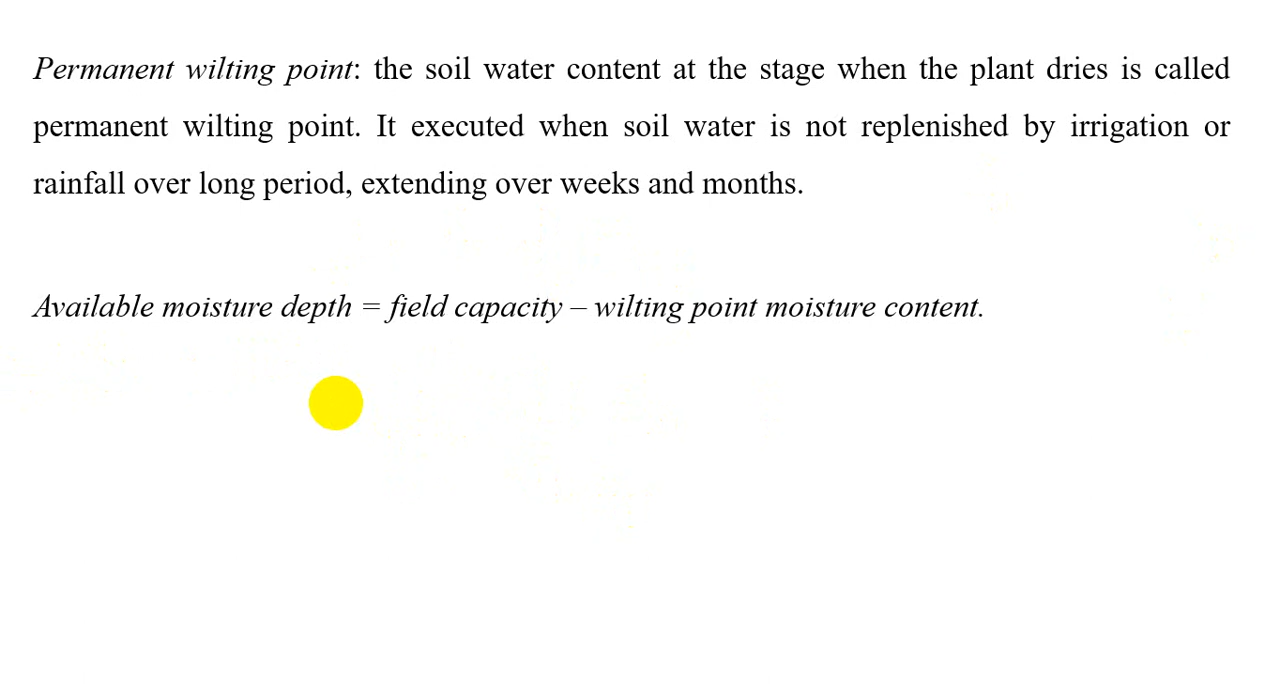 Permanent wilting point: the soil water content at the stage when the plant dries is called
permanent wilting point. It executed when soil water is not replenished by irrigation or
rainfall over long period, extending over weeks and months.
Available moisture depth = field capacity – wilting point moisture content.